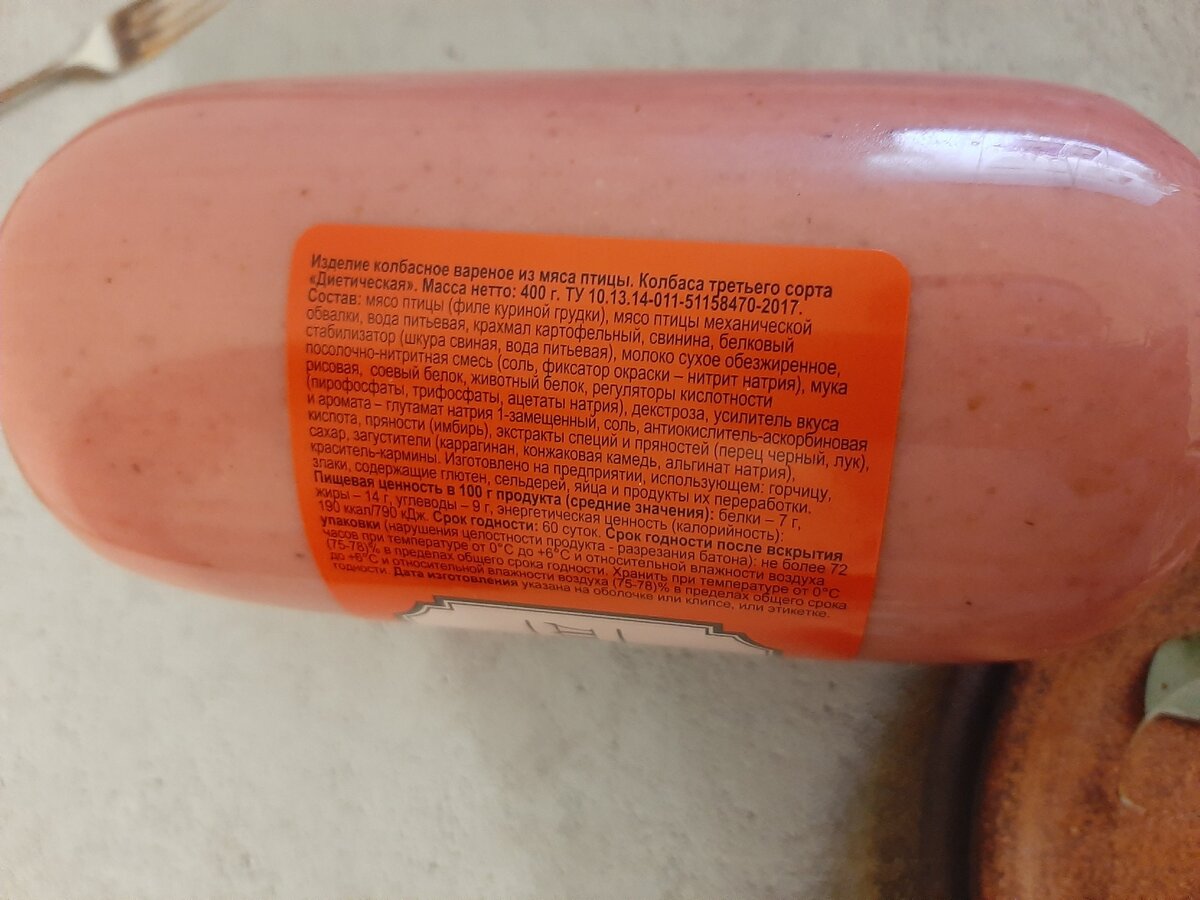 Изделие колбасное вареное из мяса птицы. Колбаса третьего сорта
«Диетическая». Масса нетто: 400 г. ТУ 10.13.14-011-51158470-2017.
Состав: мясо птицы (филе куриной грудки), мясо птицы механической
обвалки, вода питьевая, крахмал картофельный, свинина, белковый
стабилизатор (шкура свиная, вода питьевая), молоко сухое обезжиренное,
посолочно-нитритная смесь (соль, фиксатор окраски – нитрит натрия), мука
рисовая, соевый белок, животный белок, регуляторы кислотности
(пирофосфаты, трифосфаты, ацетаты натрия), декстроза, усилитель вкуса
и аромата – глутамат натрия 1-замещенный, соль, антиокислитель-аскорбиновая
кислота, пряности (имбирь), экстракты специй и пряностей (перец черный, лук),
сахар, загустители (каррагинан, конжаковая камедь, альгинат натрия),
краситель-кармины. Изготовлено на предприятии, использующем: горчицу,
злаки, содержащие глютен, сельдерей, яйца и продукты их переработки.
Пищевая ценность в 100 г продукта (средние значения): белки – 7 г,
жиры – 14 г, углеводы – 9 г, энергетическая ценность (калорийность):
190 ккал/790 кДж. Срок годности: 60 суток. Срок годности после вскрытия
упаковки (нарушения целостности продукта - разрезания батона): не более 72
часов при температуре от 0°С до +6°С и относительной влажности воздуха
(75-78)% в пределах общего срока годности. Хранить при температуре от 0°С
до +6°С и относительной влажности воздуха (75-78)% в пределах общего срока
годности. Дата изготовления указана на оболочке или клипсе, или этикетке.